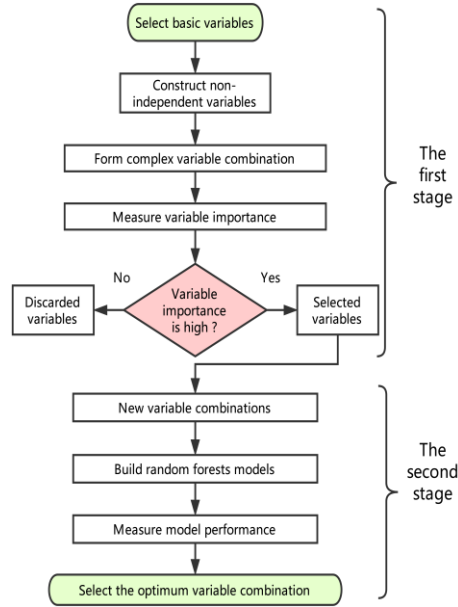 Select basic variables
Construct non-
independent variables
Form complex variable combination
Measure variable importance
The
first
stage
No
Yes
Variable
importance
is high ?
Discarded
variables
Selected
variables
New variable combinations
Build random forests models
Measure model performance
Select the optimum variable combination
The
second
stage